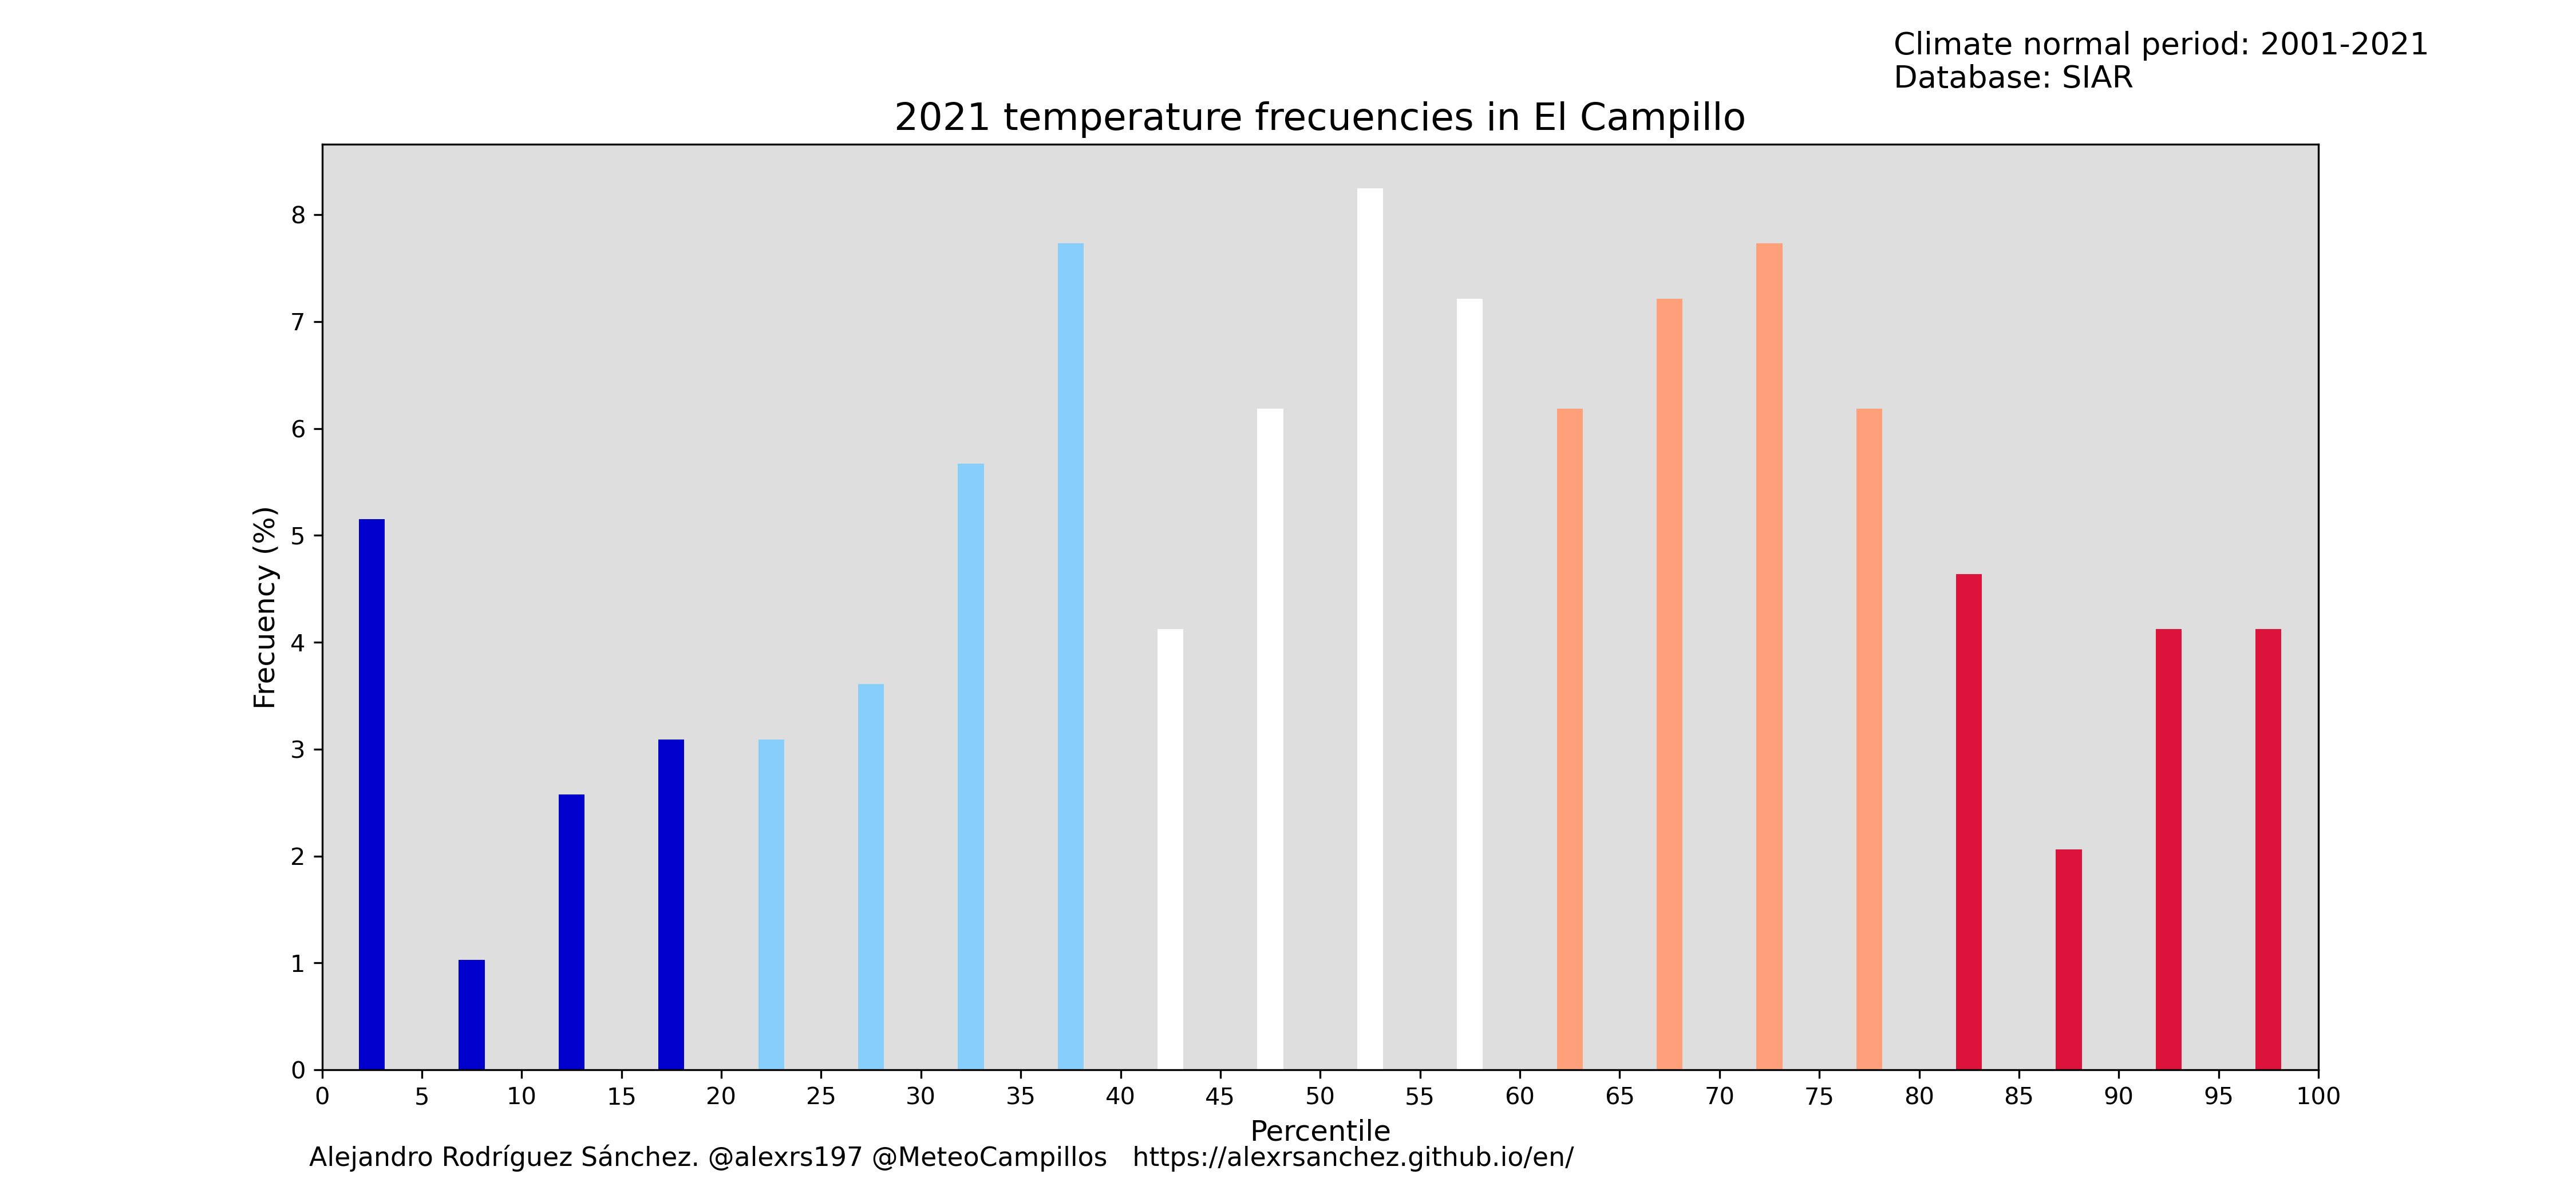 Climate normal period: 2001-2021
Database: SIAR
2021 temperature frecuencies in El Campillo
Frecuency (%)
8
7
6
5
4
3
2
1
0
0 5 10 15 20 25 30 35 40 45 50 55 60 65 70 75 80 85 90 95 100
Percentile
Alejandro Rodríguez Sánchez. @alexrs197 @MeteoCampillos https://alexrsanchez.github.io/en/